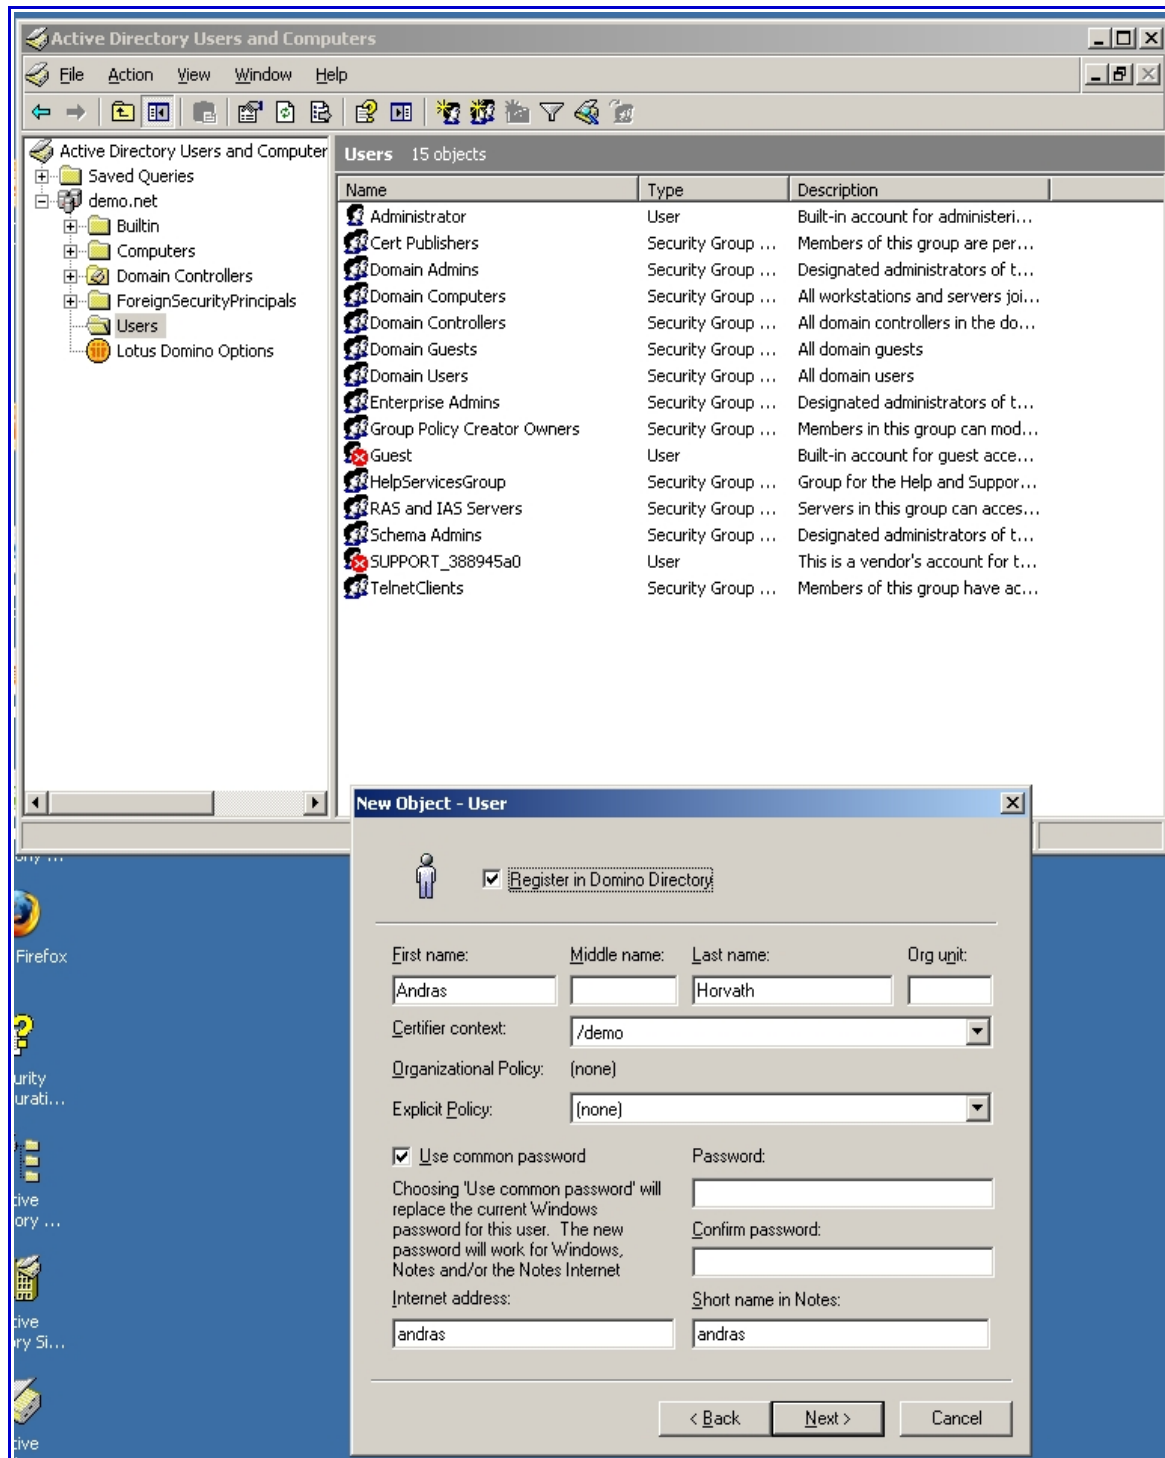 Active Directory Users and Computers
File Action View Window Help
Active Directory Users and Computer
Saved Queries
demo.net
Builtin
Computers
Domain Controllers
ForeignSecurityPrincipals
Users
Lotus Domino Options
Users 15 objects
Name Type Description
Administrator User Built-in account for administeri...
Cert Publishers Security Group ... Members of this group are per...
Domain Admins Security Group ... Designated administrators of t...
Domain Computers Security Group ... All workstations and servers joi...
Domain Controllers Security Group ... All domain controllers in the do...
Domain Guests Security Group ... All domain guests
Domain Users Security Group ... All domain users
Enterprise Admins Security Group ... Designated administrators of t...
Group Policy Creator Owners Security Group ... Members in this group can mod...
Guest User Built-in account for guest acce...
HelpServicesGroup Security Group ... Group for the Help and Suppor...
RAS and IAS Servers Security Group ... Servers in this group can acces...
Schema Admins Security Group ... Designated administrators of t...
SUPPORT_388945a0 User This is a vendor's account for t...
TelnetClients Security Group ... Members of this group have ac...
ony ...
Firefox
urity
urati...
tive
ory ...
tive
ry Si...
tive
New Object - User
Register in Domino Directory
First name: Middle name: Last name: Org unit:
Andras Horvath
Certifier context: /demo
Organizational Policy: (none)
Explicit Policy: (none)
Use common password Password:
Choosing 'Use common password' will
replace the current Windows
password for this user. The new
password will work for Windows,
Notes and/or the Notes Internet
Confirm password:
Internet address: Short name in Notes:
andras andras
< Back Next > Cancel